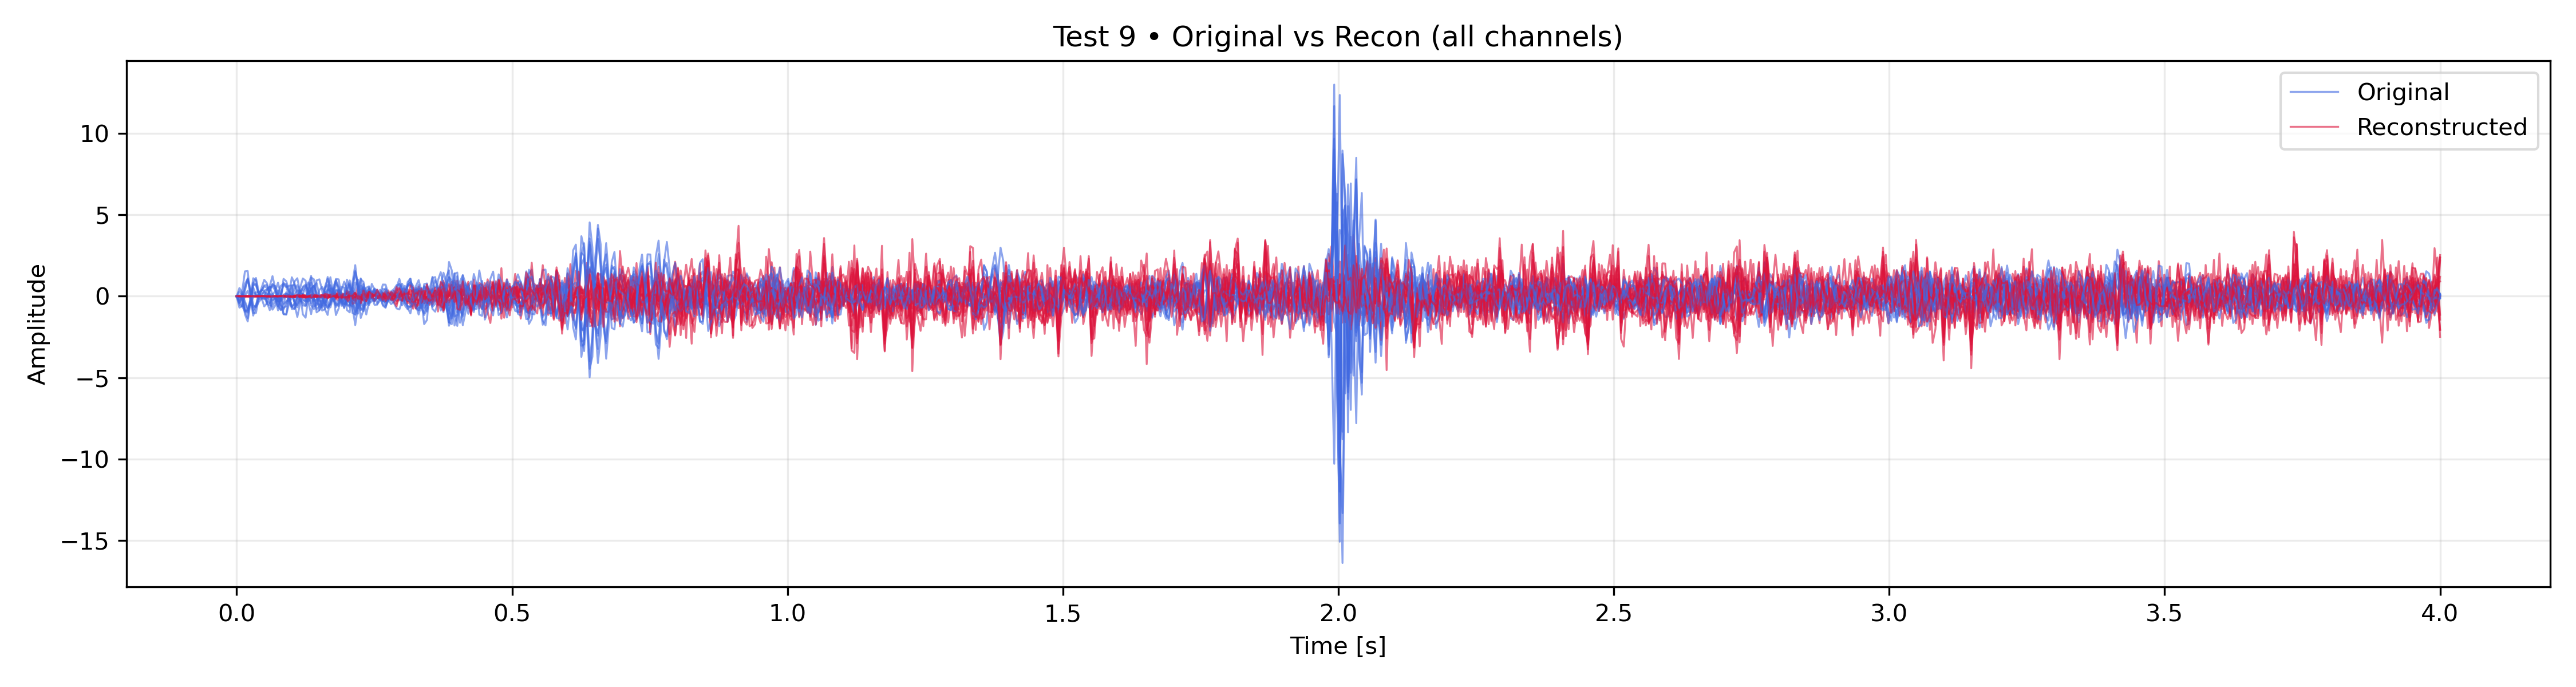 Test 9 • Original vs Recon (all channels)
Original
Reconstructed
Amplitude
10
5
0
−5
−10
−15
0.0 0.5 1.0 1.5 2.0 2.5 3.0 3.5 4.0
Time [s]